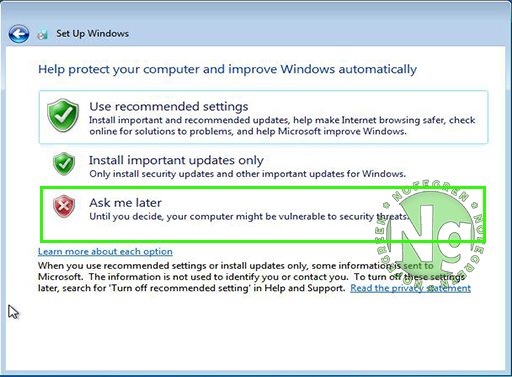 Set Up Windows
Help protect your computer and improve Windows automatically
Use recommended settings
Install important and recommended updates, help make Internet browsing safer, check
online for solutions to problems, and help Microsoft improve Windows.
Install important updates only
Only install security updates and other important updates for Windows.
Ask me later
Until you decide, your computer might be vulnerable to security threats.
Learn more about each option
When you use recommended settings or install updates only, some information is sent to
Microsoft. The information is not used to identify you or contact you. To turn off these settings
later, search for 'Turn off recommended setting' in Help and Support. Read the privacy statement
NOFEGREN
NOFEGREEN
NOFEGREN
Ng